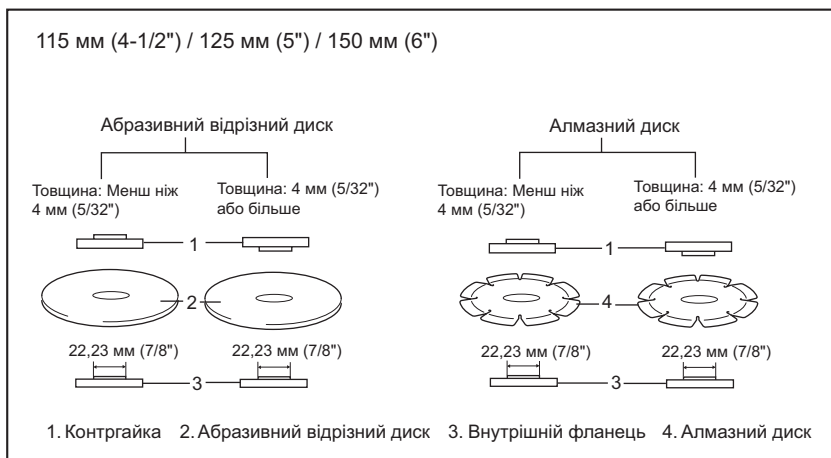 115 мм (4-1/2") / 125 мм (5") / 150 мм (6")
Абразивний відрізний диск
Товщина: Менш ніж
4 мм (5/32")
Товщина: 4 мм (5/32")
або більше
1
2
22,23 мм (7/8")
22,23 мм (7/8")
3
Алмазний диск
Товщина: Менш ніж
4 мм (5/32")
Товщина: 4 мм (5/32")
або більше
1
4
22,23 мм (7/8")
22,23 мм (7/8")
3
1. Контргайка 2. Абразивний відрізний диск 3. Внутрішній фланець 4. Алмазний диск